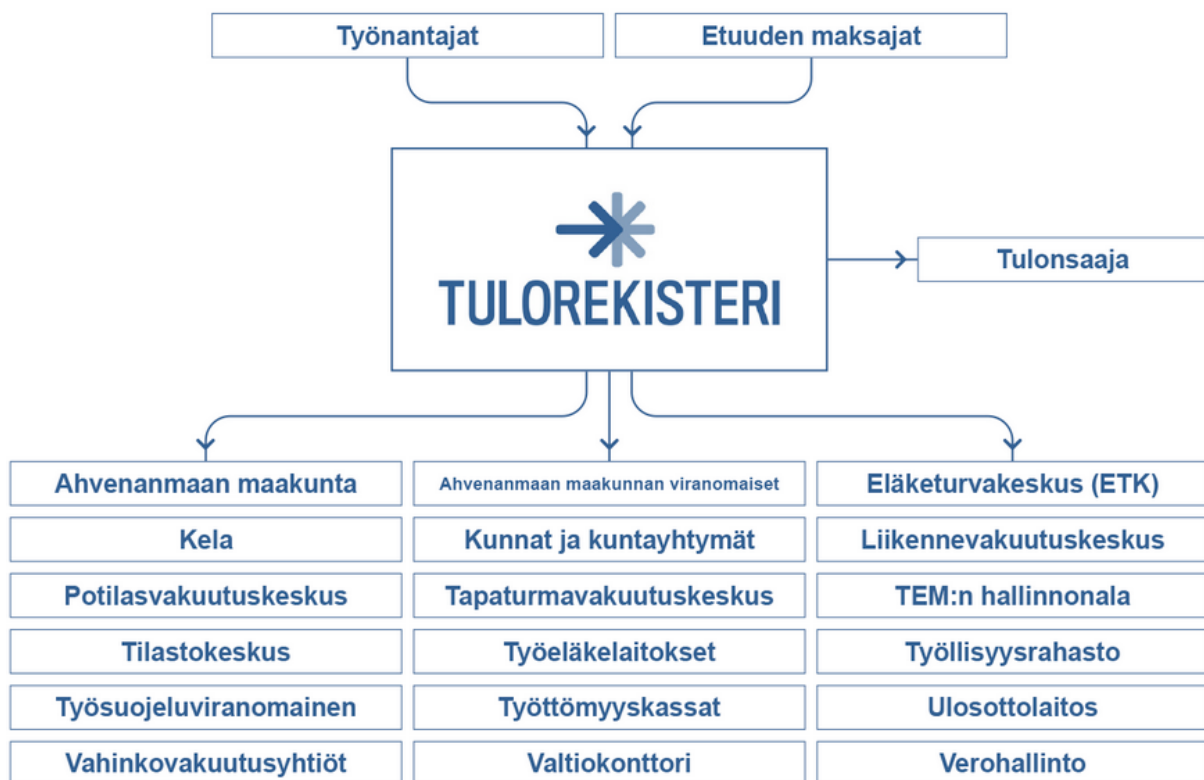 Työnantajat
Etuuden maksajat
TULOREKISTERI
Tulonsaaja
Ahvenanmaan maakunta
Ahvenanmaan maakunnan viranomaiset
Eläketurvakeskus (ETK)
Kela
Kunnat ja kuntayhtymät
Liikennevakuutuskeskus
Potilasvakuutuskeskus
Tapaturmavakuutuskeskus
TEM:n hallinnonala
Tilastokeskus
Työeläkelaitokset
Työllisyysrahasto
Työsuojeluviranomainen
Työttömyyskassat
Ulosottolaitos
Vahinkovakuutusyhtiöt
Valtiokonttori
Verohallinto